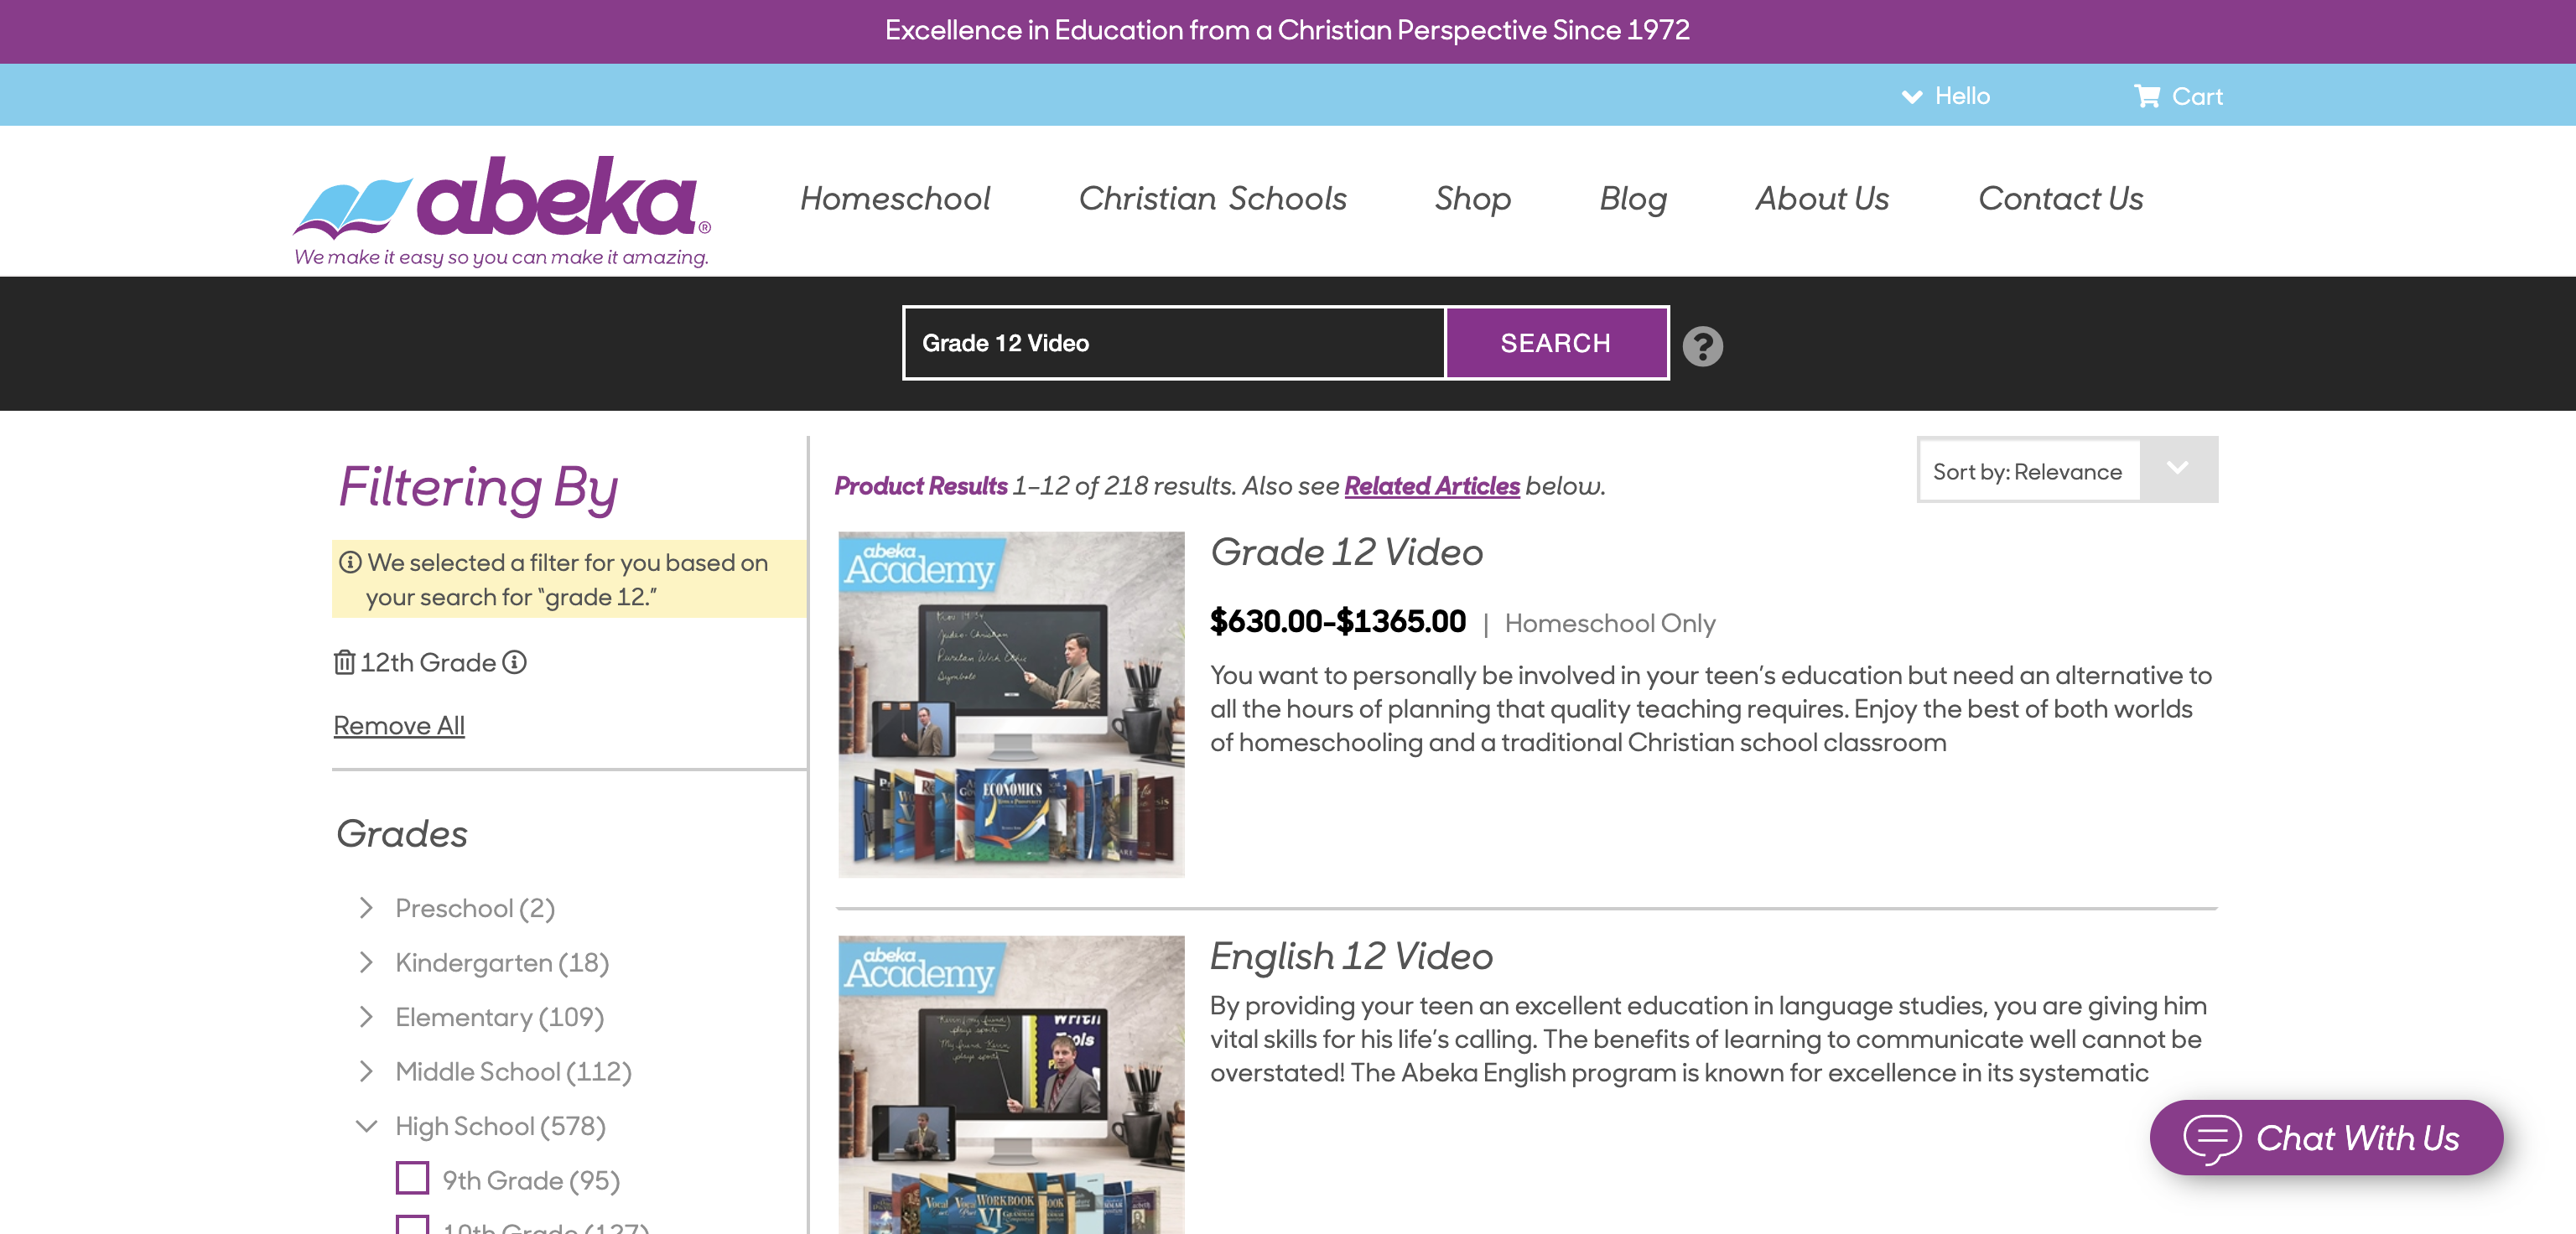 Excellence in Education from a Christian Perspective Since 1972
Hello
Cart
abeka®
We make it easy so you can make it amazing.
Homeschool
Christian Schools
Shop
Blog
About Us
Contact Us
Grade 12 Video
SEARCH
?
Filtering By
We selected a filter for you based on
your search for “grade 12.”
12th Grade
Remove All
Grades
Preschool (2)
Kindergarten (18)
Elementary (109)
Middle School (112)
High School (578)
9th Grade (95)
10th Grade (127)
Product Results 1–12 of 218 results. Also see Related Articles below.
Sort by: Relevance
abeka
Academy
ECONOMICS
Grade 12 Video
$630.00-$1365.00 | Homeschool Only
You want to personally be involved in your teen’s education but need an alternative to
all the hours of planning that quality teaching requires. Enjoy the best of both worlds
of homeschooling and a traditional Christian school classroom
abeka
Academy
WORKBOOK
VI
English 12 Video
By providing your teen an excellent education in language studies, you are giving him
vital skills for his life’s calling. The benefits of learning to communicate well cannot be
overstated! The Abeka English program is known for excellence in its systematic
Chat With Us